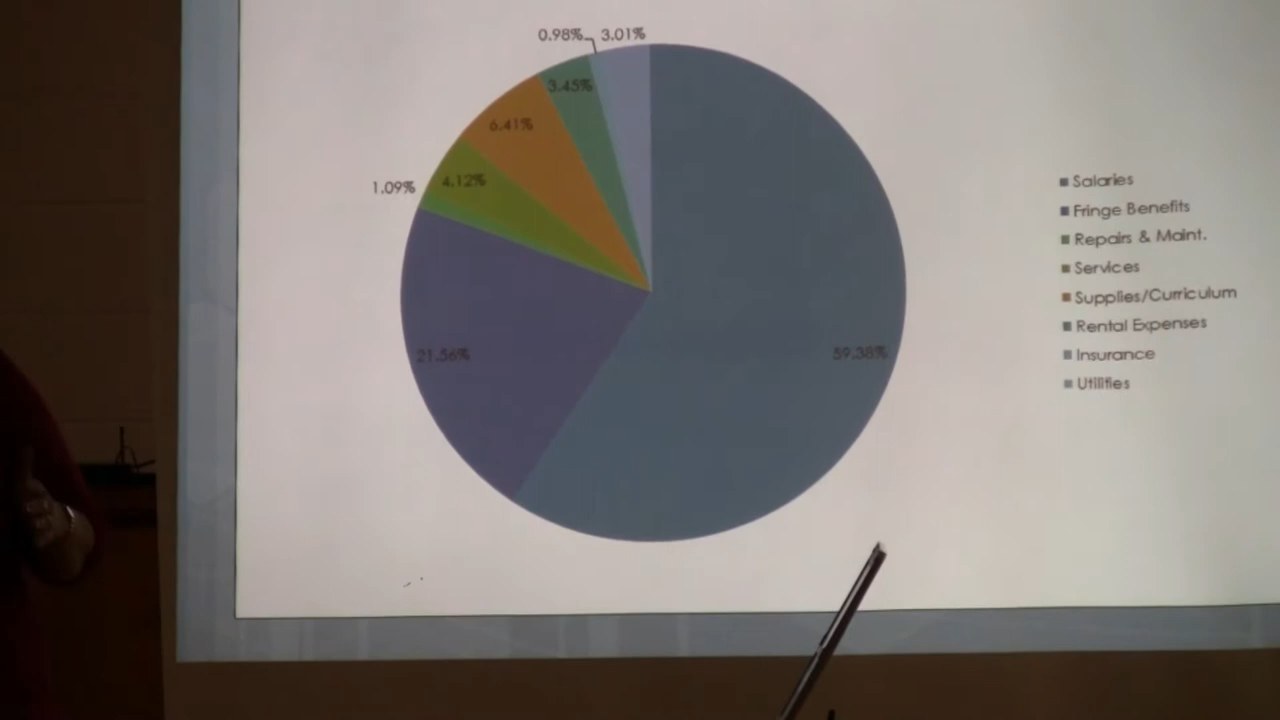 0.98% 3.01%
3.45%
6.41%
1.09% 4.12%
21.56%
59.38%
Salaries
Fringe Benefits
Repairs & Maint.
Services
Supplies/Curriculum
Rental Expenses
Insurance
Utilities